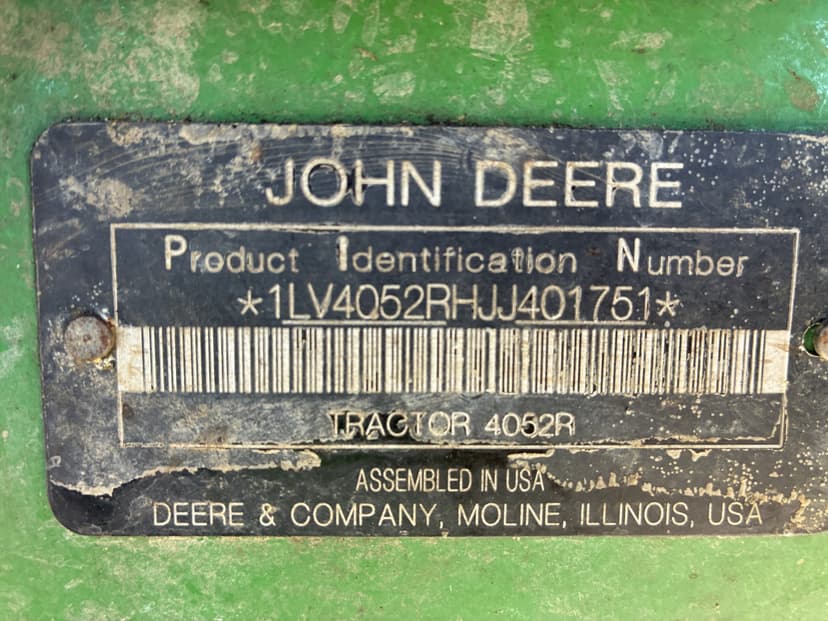 JOHN DEERE
Product Identification Number
*1LV4052RHJJ401751*
TRACTOR 4052R
ASSEMBLED IN USA
DEERE & COMPANY, MOLINE, ILLINOIS, USA